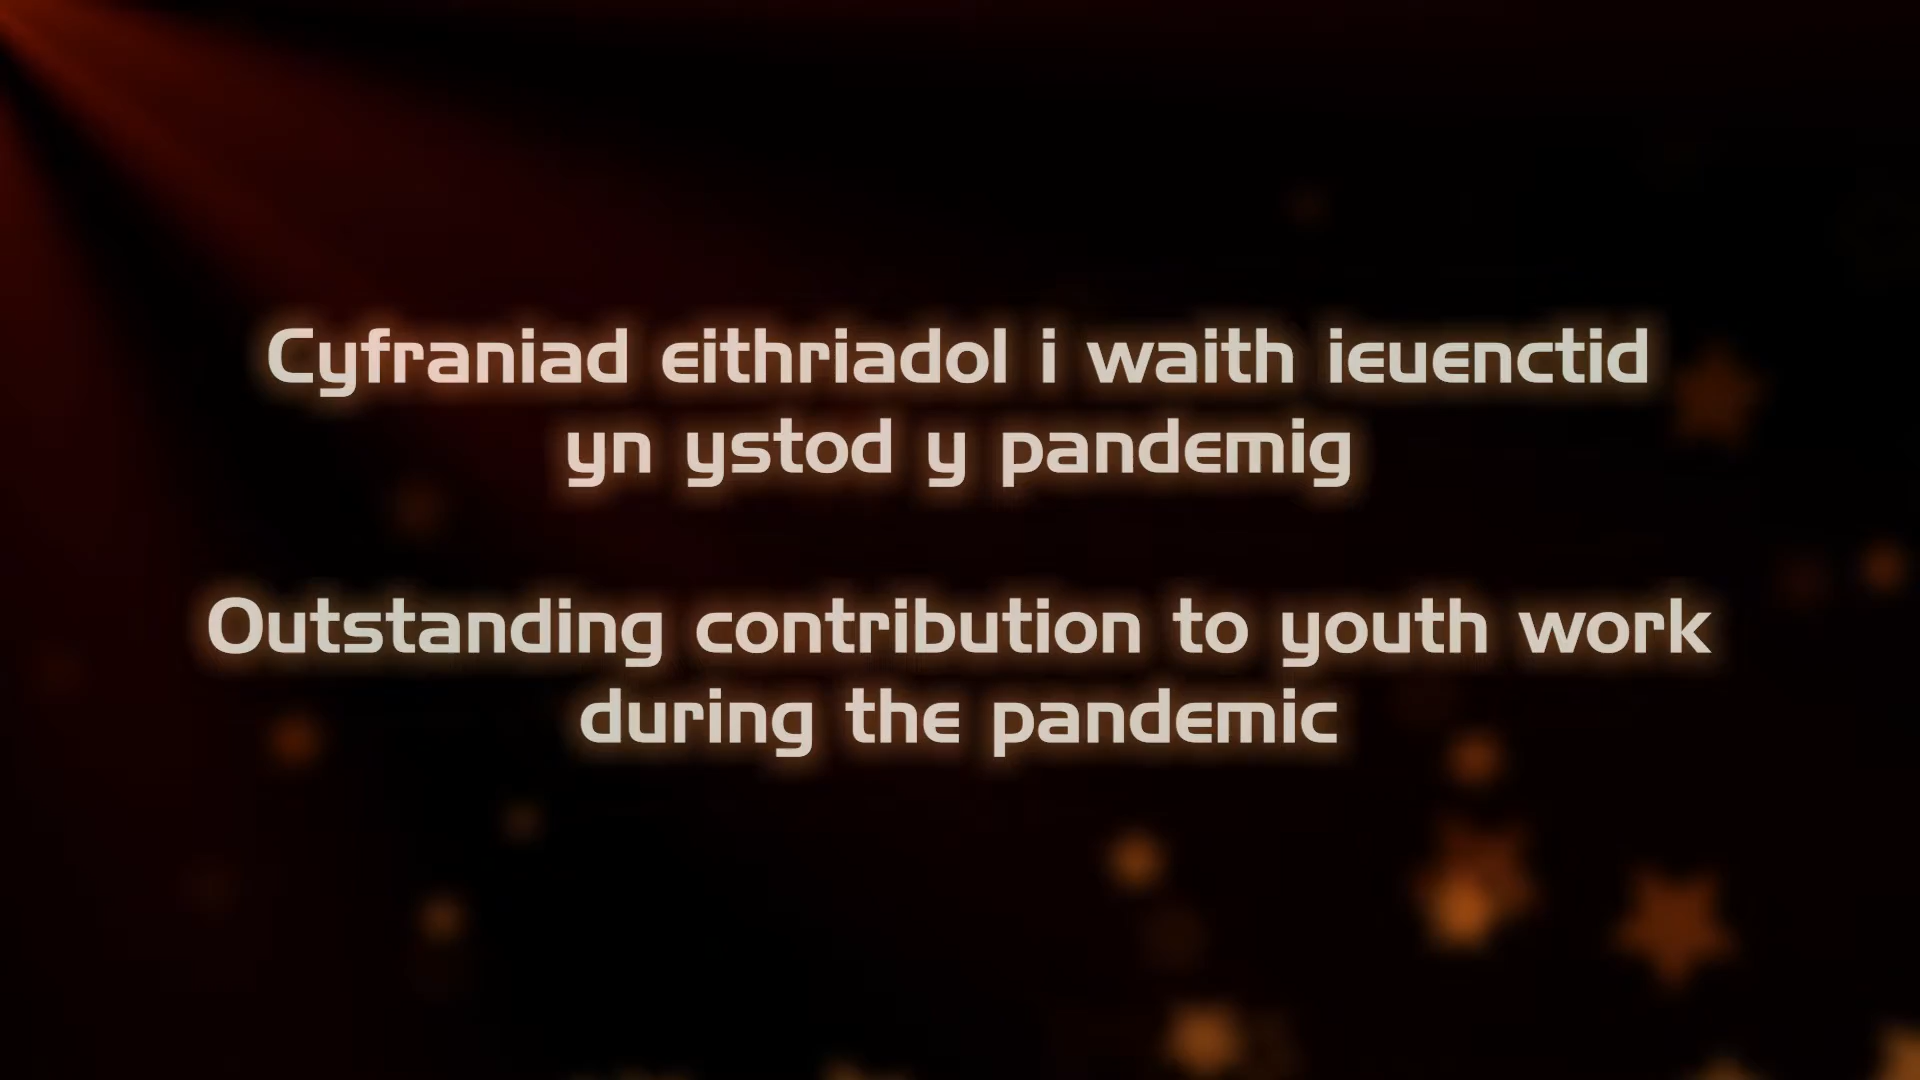 Cyfraniad eithriadol i waith ieuenctid
yn ystod y pandemig
Outstanding contribution to youth work
during the pandemic